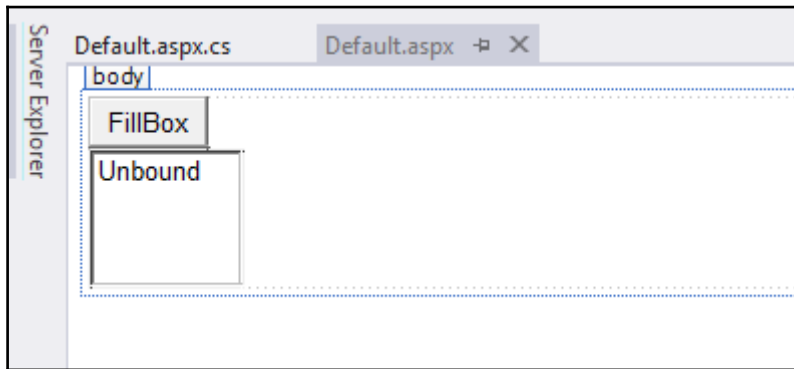 Server Explorer
Default.aspx.cs
Default.aspx
body
FillBox
Unbound